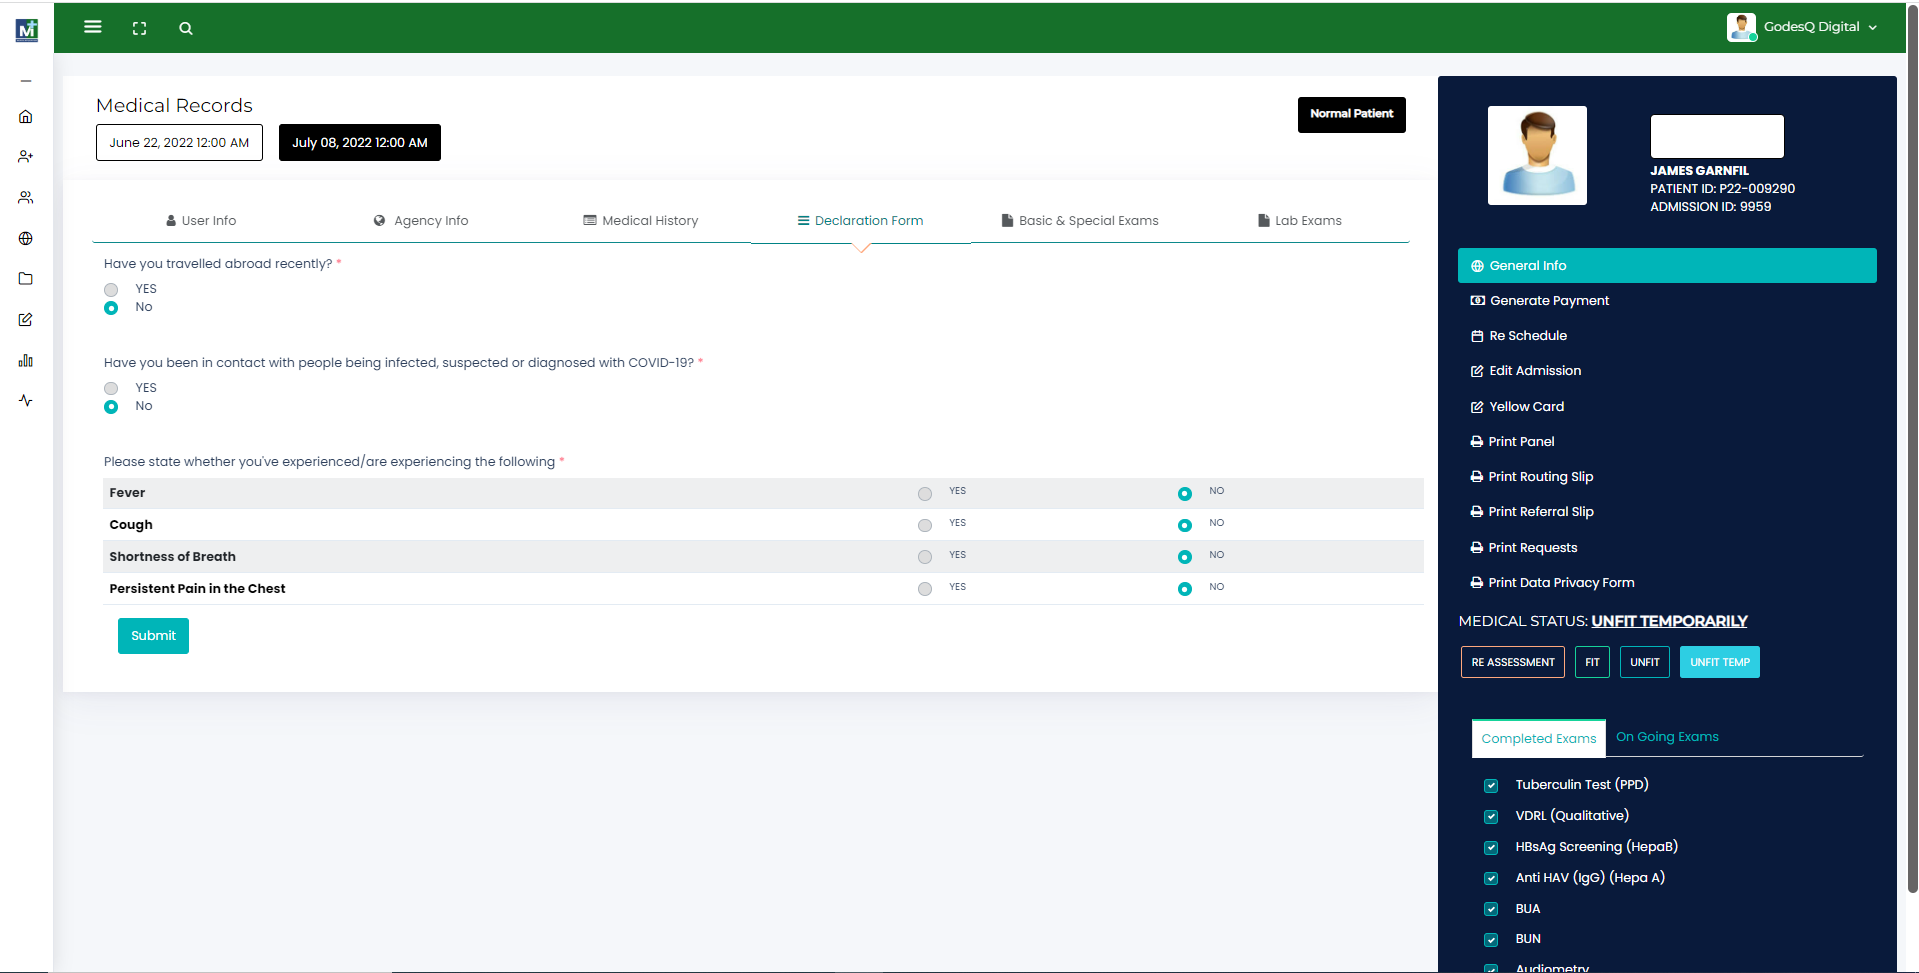 M
GodesQ Digital
Medical Records
June 22, 2022 12:00 AM
July 08, 2022 12:00 AM
Normal Patient
User Info
Agency Info
Medical History
Declaration Form
Basic & Special Exams
Lab Exams
Have you travelled abroad recently? *
YES
No
Have you been in contact with people being infected, suspected or diagnosed with COVID-19? *
YES
No
Please state whether you've experienced/are experiencing the following *
Fever YES NO
Cough YES NO
Shortness of Breath YES NO
Persistent Pain in the Chest YES NO
Submit
JAMES GARNFIL
PATIENT ID: P22-009290
ADMISSION ID: 9959
General Info
Generate Payment
Re Schedule
Edit Admission
Yellow Card
Print Panel
Print Routing Slip
Print Referral Slip
Print Requests
Print Data Privacy Form
MEDICAL STATUS: UNFIT TEMPORARILY
RE ASSESSMENT
FIT
UNFIT
UNFIT TEMP
Completed Exams
On Going Exams
Tuberculin Test (PPD)
VDRL (Qualitative)
HBsAg Screening (HepaB)
Anti HAV (IgG) (Hepa A)
BUA
BUN
Audiometry